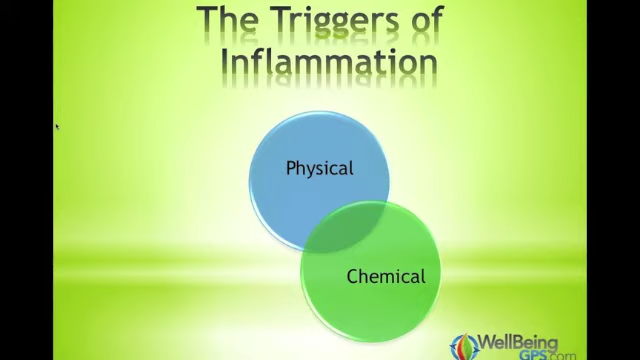 The Triggers of
Inflammation
Physical
Chemical
WellBeing
GPS.com